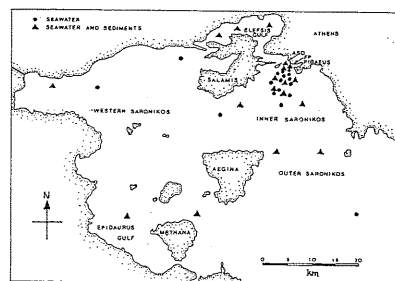 SEAWATER
SEAWATER AND SEDIMENTS
ELEFSIS
GULF
ATHENS
ASO
PIRAEUS
SALAMIS
WESTERN SARONIKOS
INNER SARONIKOS
AEGINA
OUTER SARONIKOS
N
EPIDAURUS
GULF
METHANA
0 5 10 20
km